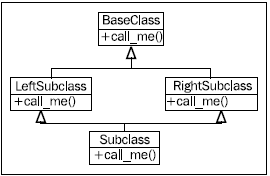 BaseClass
+call_me()
LeftSubclass
+call_me()
RightSubclass
+call_me()
Subclass
+call_me()